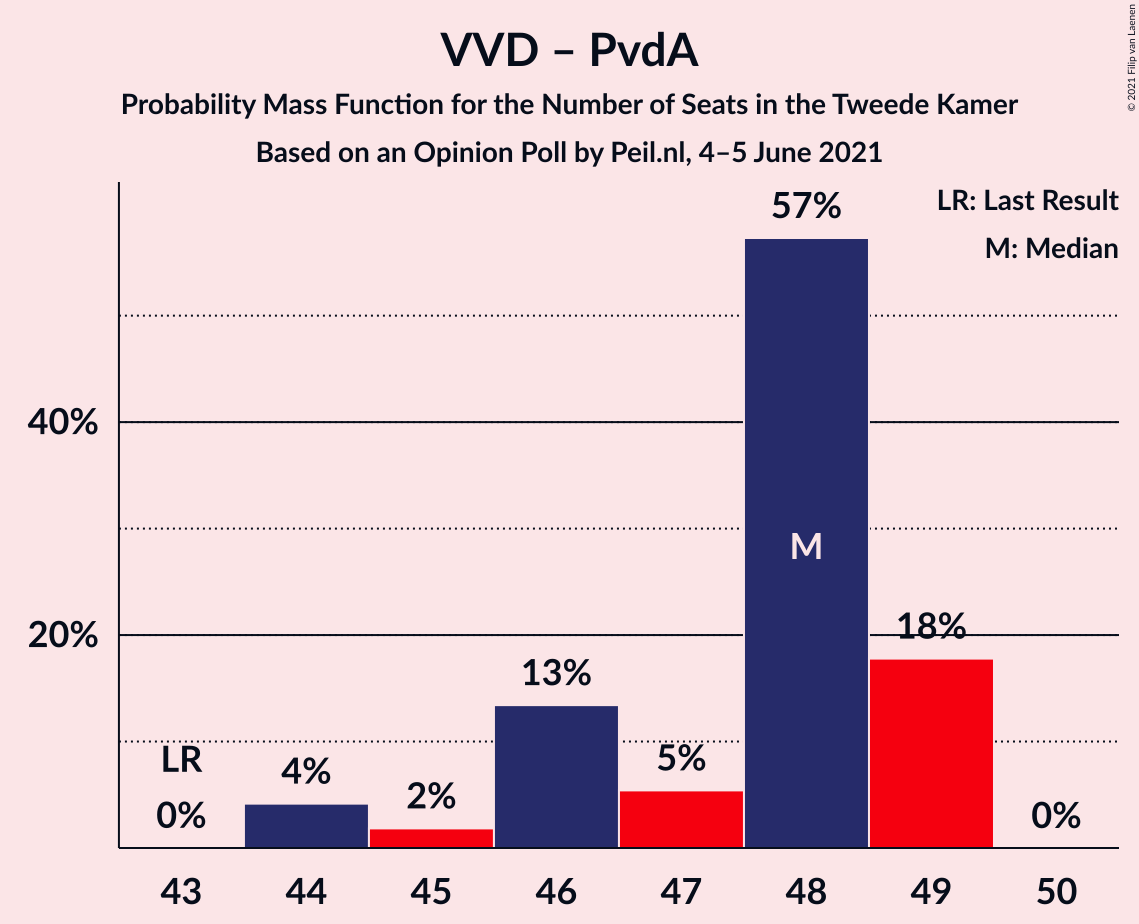 VVD – PvdA
Probability Mass Function for the Number of Seats in the Tweede Kamer
Based on an Opinion Poll by Peil.nl, 4–5 June 2021
© 2021 Filip van Laenen
LR: Last Result
M: Median
57%
40%
M
20%
18%
13%
LR
5%
4%
2%
0%
0%
43 44 45 46 47 48 49 50